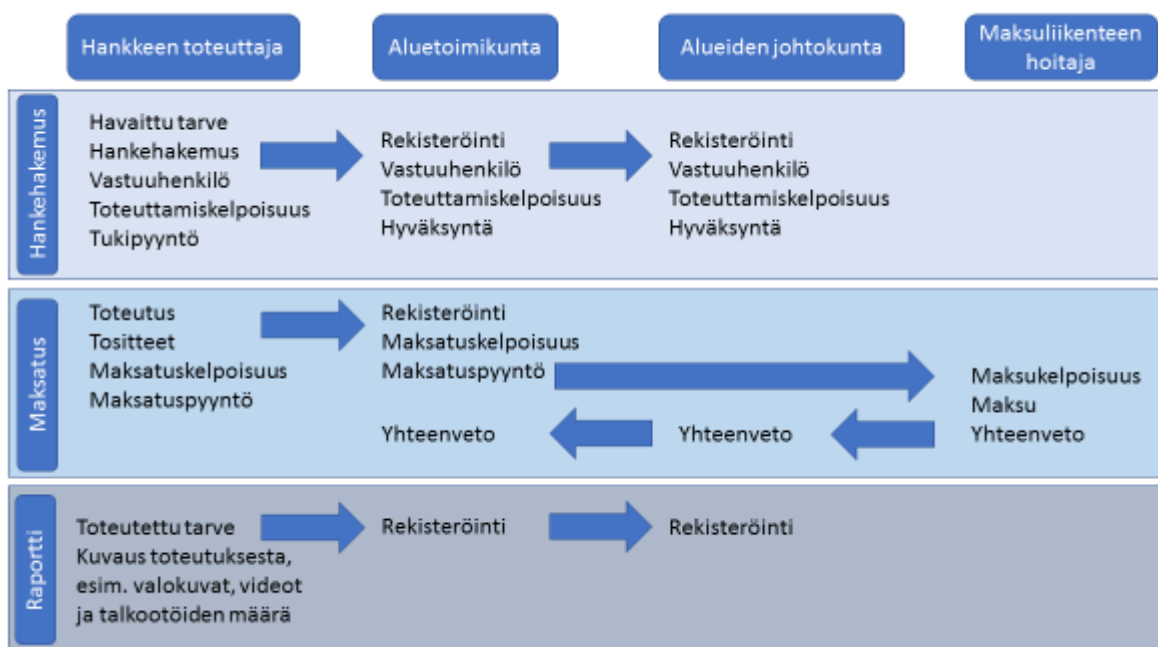 Hankkeen toteuttaja
Aluetoimikunta
Alueiden johtokunta
Maksuliikenteen
hoitaja
Hankehakemus
Havaittu tarve
Hankehakemus
Vastuuhenkilö
Toteuttamiskelpoisuus
Tukipyyntö
Rekisteröinti
Vastuuhenkilö
Toteuttamiskelpoisuus
Hyväksyntä
Rekisteröinti
Vastuuhenkilö
Toteuttamiskelpoisuus
Hyväksyntä
Maksatus
Toteutus
Tositteet
Maksatuskelpoisuus
Maksatuspyyntö
Rekisteröinti
Maksatuskelpoisuus
Maksatuspyyntö
Maksukelpoisuus
Maksu
Yhteenveto
Yhteenveto
Yhteenveto
Raportti
Toteutettu tarve
Kuvaus toteutuksesta,
esim. valokuvat, videot
ja talkootöiden määrä
Rekisteröinti
Rekisteröinti